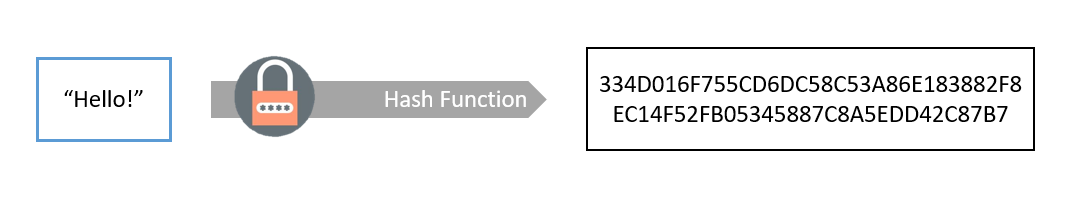 “Hello!”
****
Hash Function
334D016F755CD6DC58C53A86E183882F8
EC14F52FB05345887C8A5EDD42C87B7